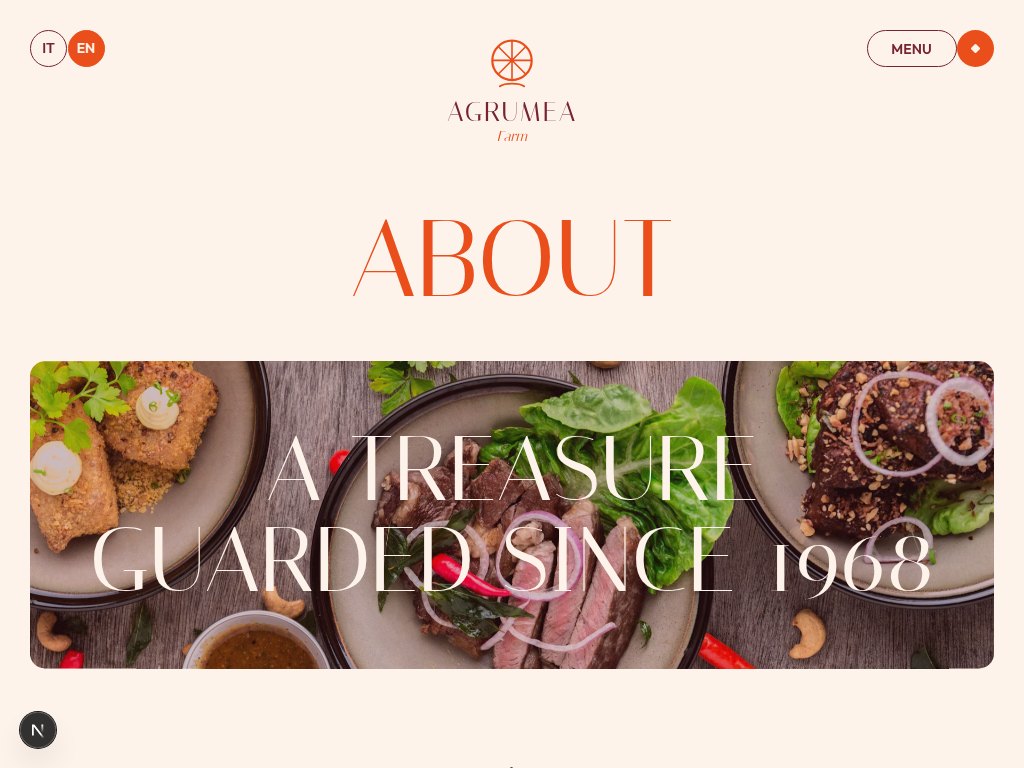 IT
EN
MENU
AGRUMEA
Farm
ABOUT
A TREASURE
GUARDED SINCE 1968
N